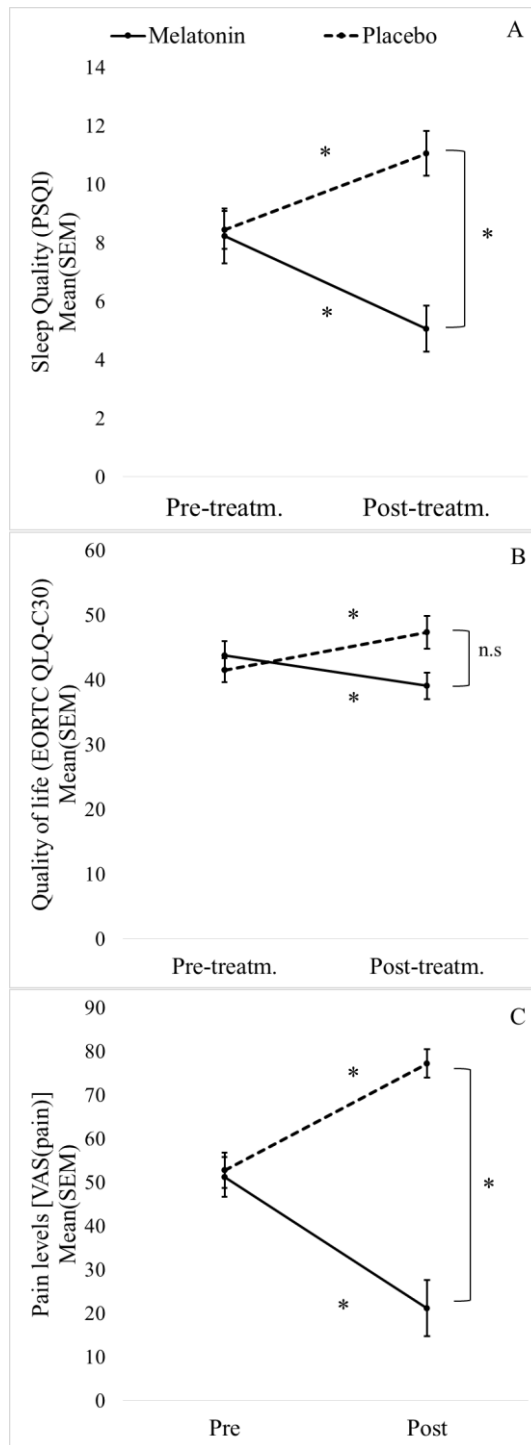 Melatonin
Placebo
A
14
12
10
8
6
4
2
0
Sleep Quality (PSQI)
Mean(SEM)
*
*
*
Pre-treatm.
Post-treatm.
B
60
50
40
30
20
10
0
Quality of life (EORTC QLQ-C30)
Mean(SEM)
*
n.s
*
Pre-treatm.
Post-treatm.
C
90
80
70
60
50
40
30
20
10
0
Pain levels [VAS(pain)]
Mean(SEM)
*
*
*
Pre
Post